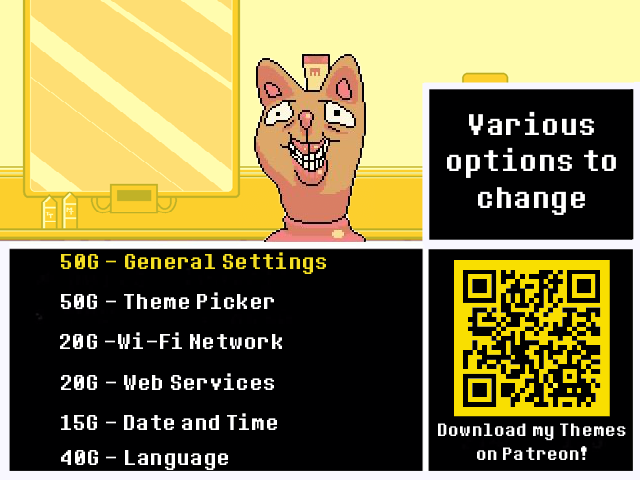 Various
options to
change
50G - General Settings
50G - Theme Picker
20G -Wi-Fi Network
20G - Web Services
15G - Date and Time
40G - Language
Download my Themes
on Patreon!